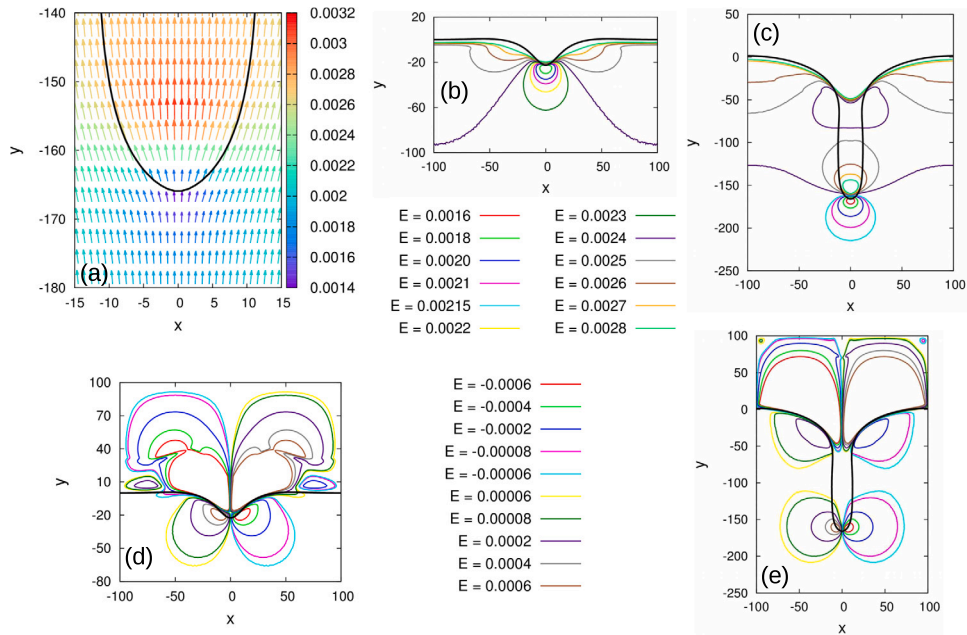 -140
-150
-160
-170
-180
y
-15 -10 -5 0 5 10 15
x
(a)
0.0032
0.003
0.0028
0.0026
0.0024
0.0022
0.002
0.0018
0.0016
0.0014
20
-20
-60
-100
y
-100 -50 0 50 100
x
(b)
50
0
-50
-100
-150
-200
-250
y
-100 -50 0 50 100
x
(c)
E = 0.0016
E = 0.0018
E = 0.0020
E = 0.0021
E = 0.00215
E = 0.0022
E = 0.0023
E = 0.0024
E = 0.0025
E = 0.0026
E = 0.0027
E = 0.0028
100
70
40
10
-20
-50
-80
y
-100 -50 0 50 100
x
(d)
E = -0.0006
E = -0.0004
E = -0.0002
E = -0.00008
E = -0.00006
E = 0.00006
E = 0.00008
E = 0.0002
E = 0.0004
E = 0.0006
100
50
0
-50
-100
-150
-200
-250
y
-100 -50 0 50 100
x
(e)